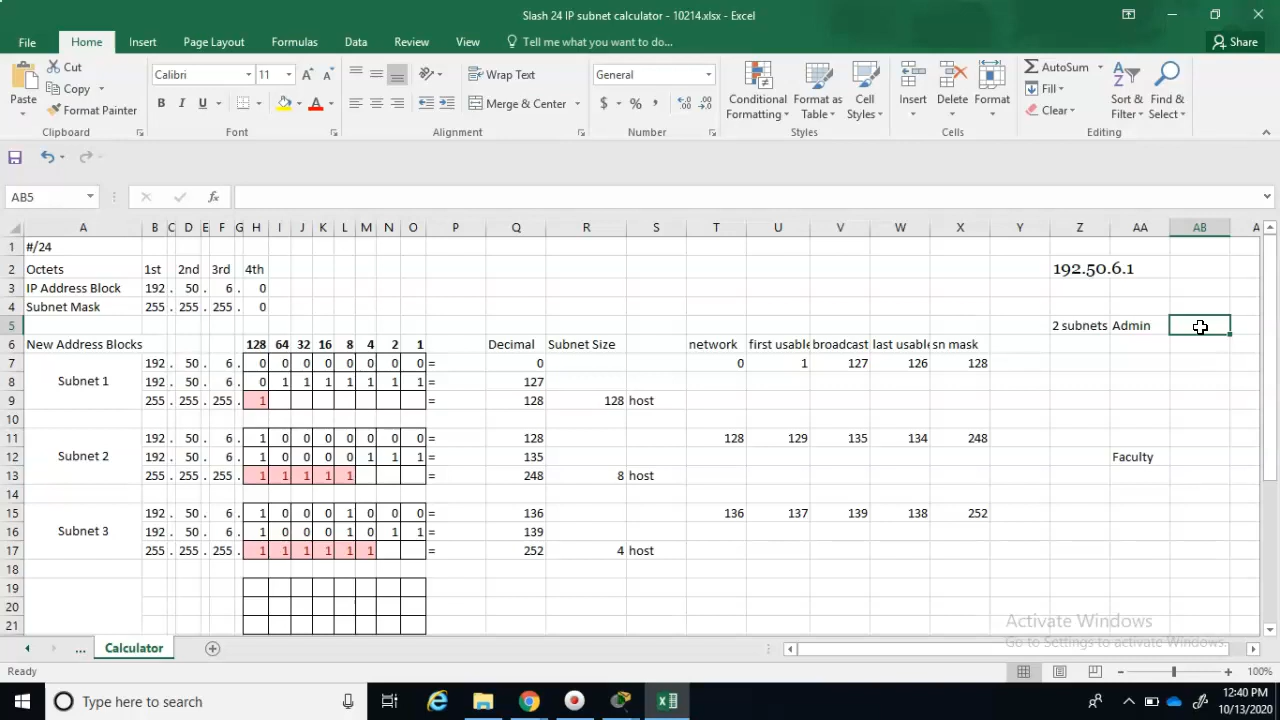 Slash 24 IP subnet calculator - 10214.xlsx - Excel
File Home Insert Page Layout Formulas Data Review View Tell me what you want to do... Share
Cut
Copy
Format Painter
Paste
Calibri 11
B I U
Wrap Text
Merge & Center
General
$ % ,
Conditional Formatting
Format as Table
Cell Styles
Insert Delete Format
AutoSum
Fill
Clear
Sort & Filter
Find & Select
Clipboard Font Alignment Number Styles Cells Editing
AB5 fx
A B C D E F G H I J K L M N O P Q R S T U V W X Y Z AA AB A
1 #/24
2 Octets 1st 2nd 3rd 4th 192.50.6.1
3 IP Address Block 192 . 50 . 6 . 0
4 Subnet Mask 255 . 255 . 255 . 0
5 2 subnets Admin
6 New Address Blocks 128 64 32 16 8 4 2 1 Decimal Subnet Size network first usable broadcast last usable sn mask
7 192 . 50 . 6 . 0 0 0 0 0 0 0 0 = 0 0 1 127 126 128
8 Subnet 1 192 . 50 . 6 . 0 1 1 1 1 1 1 1 = 127
9 255 . 255 . 255 . 1 = 128 128 host
10
11 192 . 50 . 6 . 1 0 0 0 0 0 0 0 = 128 128 129 135 134 248
12 Subnet 2 192 . 50 . 6 . 1 0 0 0 0 1 1 1 = 135 Faculty
13 255 . 255 . 255 . 1 1 1 1 1 = 248 8 host
14
15 192 . 50 . 6 . 1 0 0 0 1 0 0 0 = 136 136 137 139 138 252
16 Subnet 3 192 . 50 . 6 . 1 0 0 0 1 0 1 1 = 139
17 255 . 255 . 255 . 1 1 1 1 1 1 = 252 4 host
18
19
20
21
Activate Windows
Go to Settings to activate Windows.
... Calculator
Ready 100%
Type here to search
12:40 PM
10/13/2020